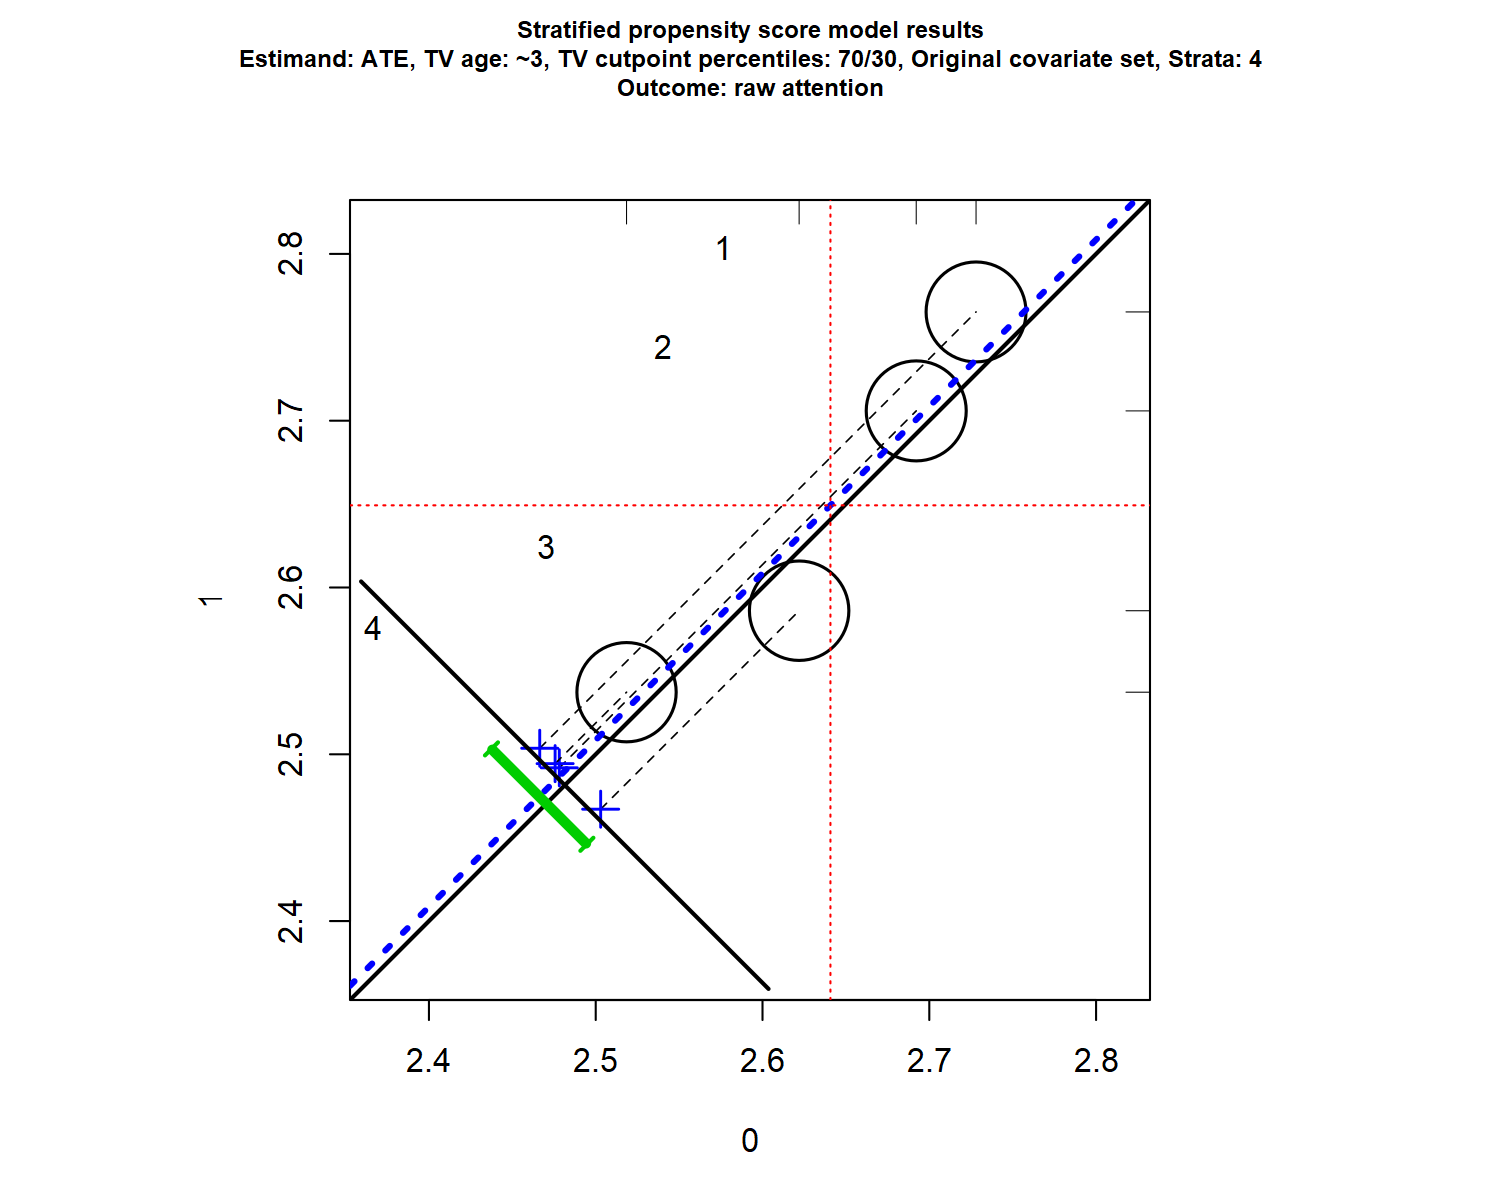 Stratified propensity score model results
Estimand: ATE, TV age: ~3, TV cutpoint percentiles: 70/30, Original covariate set, Strata: 4
Outcome: raw attention
1
2
3
4
2.8
2.7
2.6
2.5
2.4
1
2.4 2.5 2.6 2.7 2.8
0